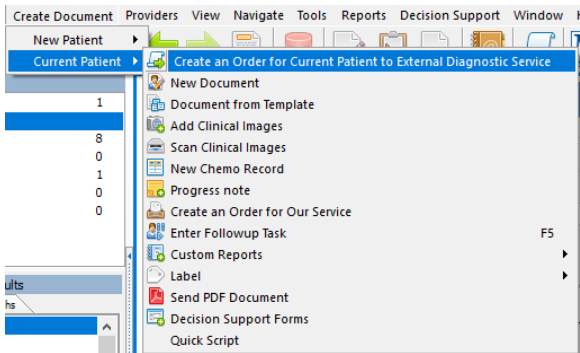 Create Document Providers View Navigate Tools Reports Decision Support Window
New Patient
Current Patient
Create an Order for Current Patient to External Diagnostic Service
New Document
1
Document from Template
Add Clinical Images
8
Scan Clinical Images
0
New Chemo Record
1
Progress note
0
Create an Order for Our Service
0
Enter Followup Task F5
Custom Reports
Label
ults
Send PDF Document
hs
Decision Support Forms
Quick Script